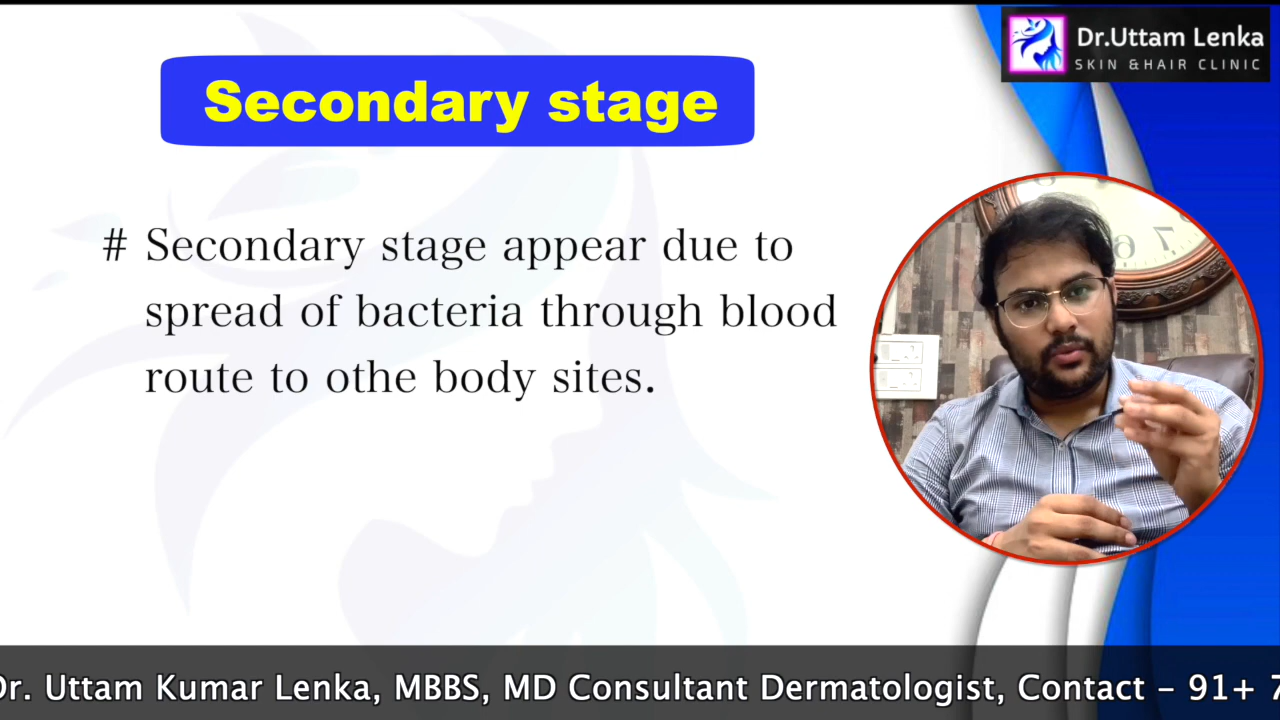 Dr.Uttam Lenka
SKIN &HAIR CLINIC
Secondary stage
# Secondary stage appear due to
spread of bacteria through blood
route to othe body sites.
Dr. Uttam Kumar Lenka, MBBS, MD Consultant Dermatologist, Contact – 91+ 7